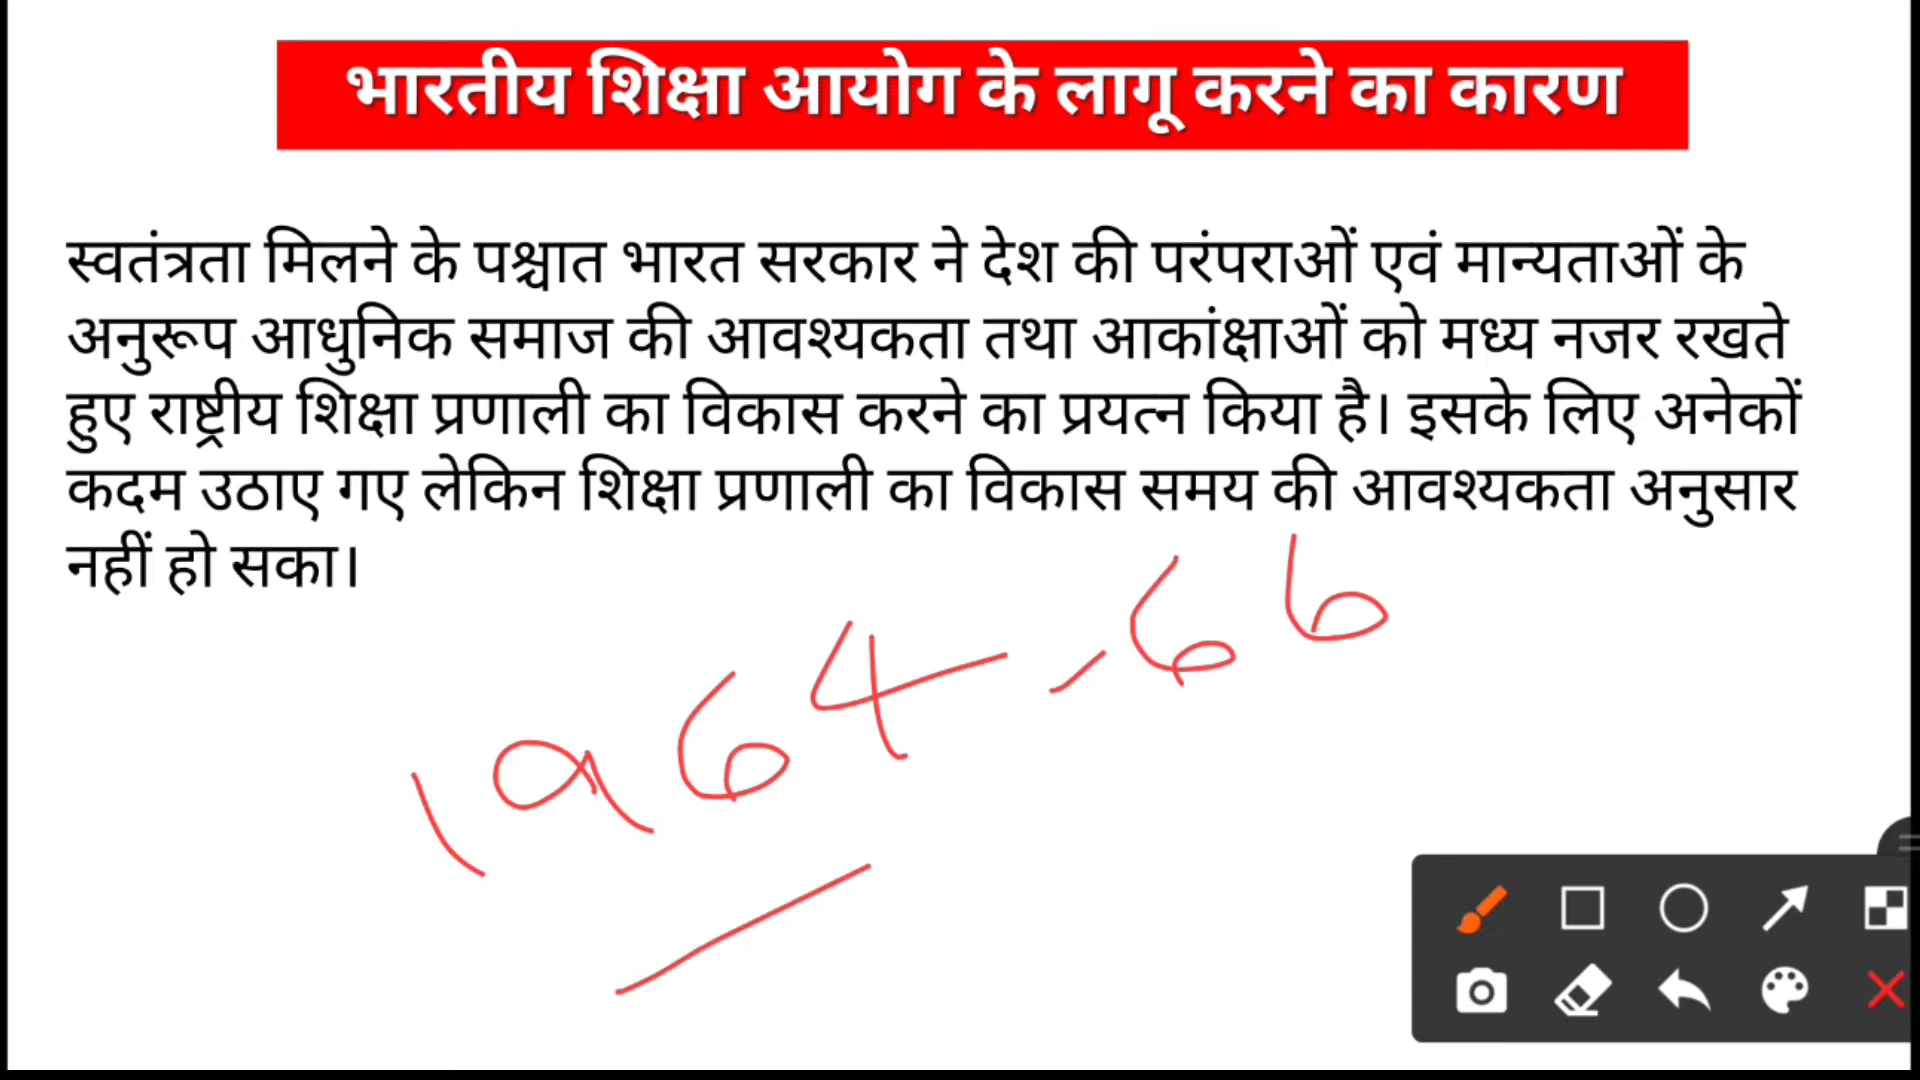 भारतीय शिक्षा आयोग के लागू करने का कारण
स्वतंत्रता मिलने के पश्चात भारत सरकार ने देश की परंपराओं एवं मान्यताओं के
अनुरूप आधुनिक समाज की आवश्यकता तथा आकांक्षाओं को मध्य नजर रखते
हुए राष्ट्रीय शिक्षा प्रणाली का विकास करने का प्रयत्न किया है। इसके लिए अनेकों
कदम उठाए गए लेकिन शिक्षा प्रणाली का विकास समय की आवश्यकता अनुसार
नहीं हो सका।
1964-66